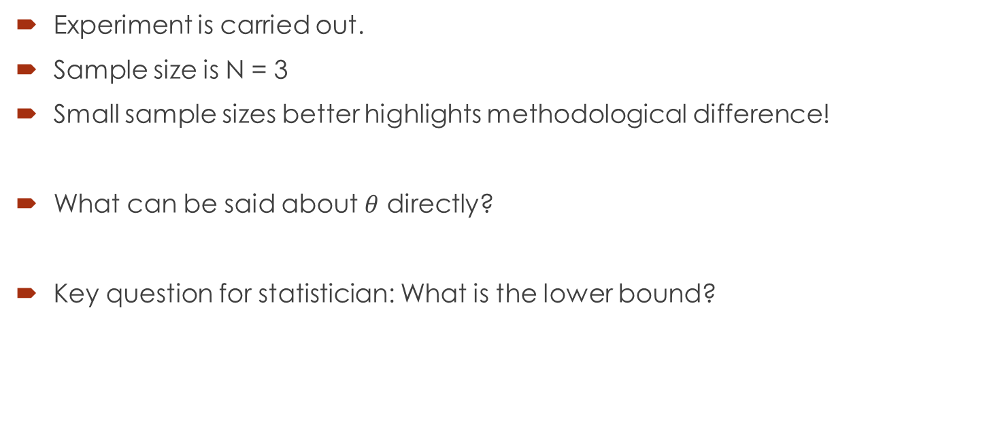 Experiment is carried out.
Sample size is N = 3
Small sample sizes better highlights methodological difference!
What can be said about θ directly?
Key question for statistician: What is the lower bound?